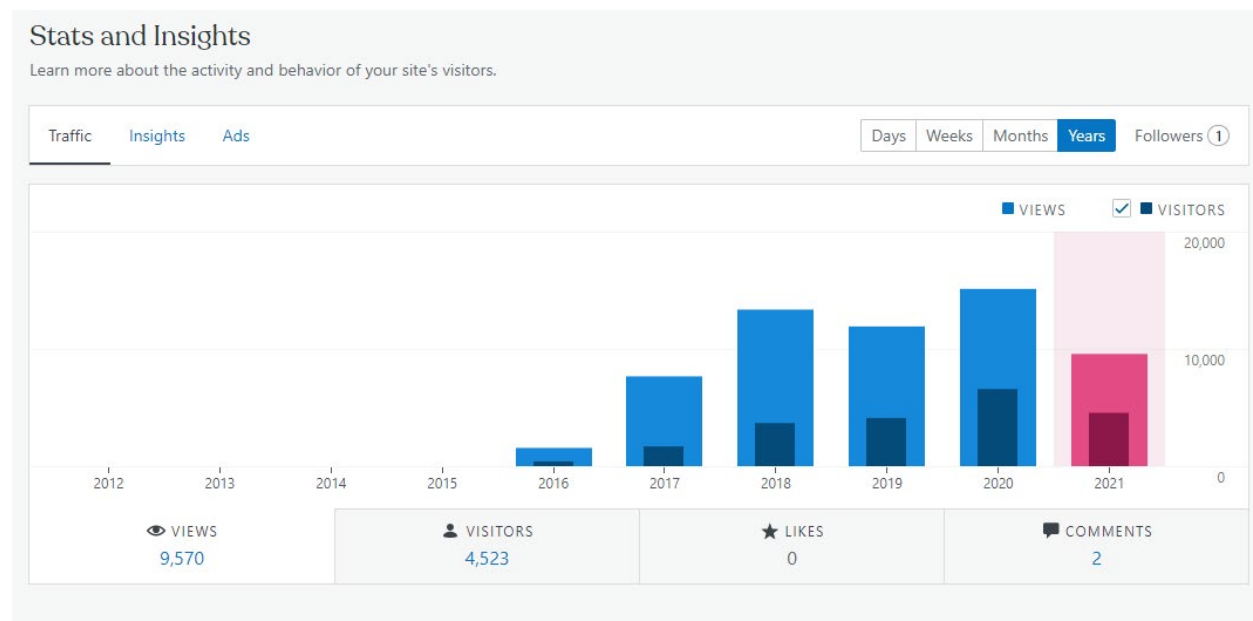 Stats and Insights
Learn more about the activity and behavior of your site's visitors.
Traffic Insights Ads Days Weeks Months Years Followers 1
VIEWS VISITORS
20,000
10,000
0
2012 2013 2014 2015 2016 2017 2018 2019 2020 2021
VIEWS VISITORS LIKES COMMENTS
9,570 4,523 0 2